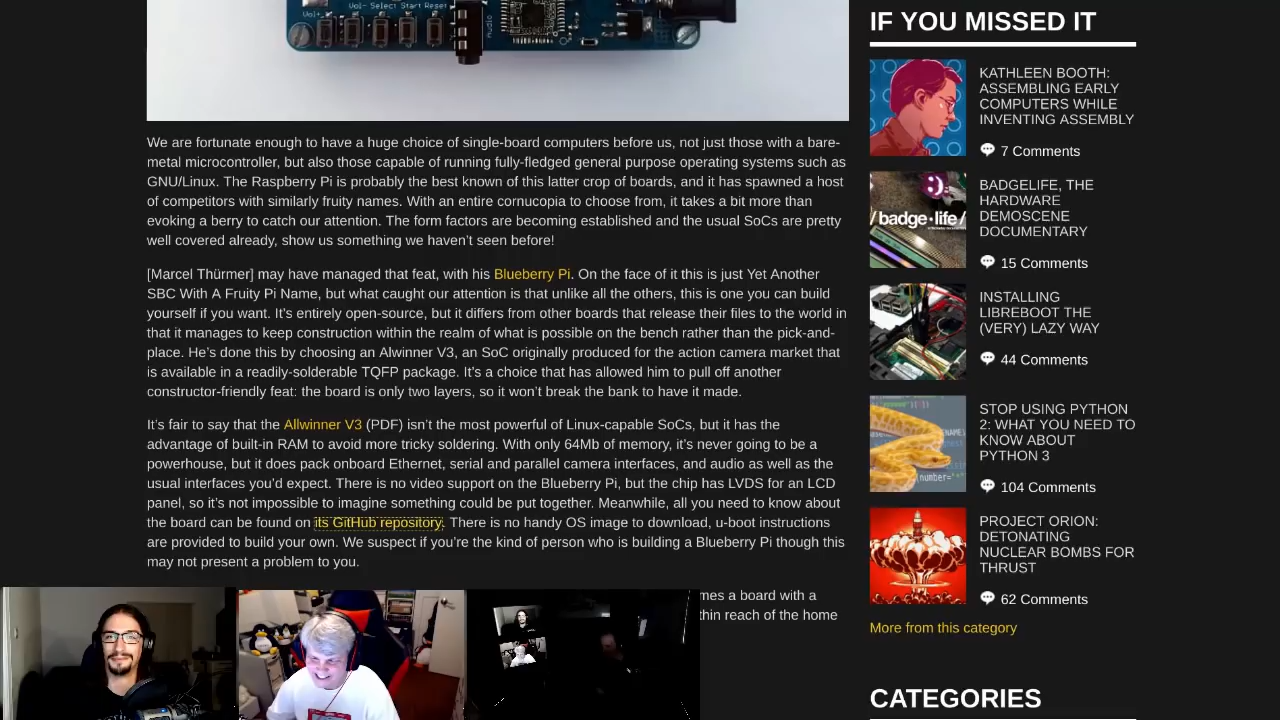 Vol- Select Start Reset
Vol+
Audio
We are fortunate enough to have a huge choice of single-board computers before us, not just those with a bare-
metal microcontroller, but also those capable of running fully-fledged general purpose operating systems such as
GNU/Linux. The Raspberry Pi is probably the best known of this latter crop of boards, and it has spawned a host
of competitors with similarly fruity names. With an entire cornucopia to choose from, it takes a bit more than
evoking a berry to catch our attention. The form factors are becoming established and the usual SoCs are pretty
well covered already, show us something we haven't seen before!
[Marcel Thürmer] may have managed that feat, with his Blueberry Pi. On the face of it this is just Yet Another
SBC With A Fruity Pi Name, but what caught our attention is that unlike all the others, this is one you can build
yourself if you want. It's entirely open-source, but it differs from other boards that release their files to the world in
that it manages to keep construction within the realm of what is possible on the bench rather than the pick-and-
place. He's done this by choosing an Alwinner V3, an SoC originally produced for the action camera market that
is available in a readily-solderable TQFP package. It's a choice that has allowed him to pull off another
constructor-friendly feat: the board is only two layers, so it won't break the bank to have it made.
It's fair to say that the Allwinner V3 (PDF) isn't the most powerful of Linux-capable SoCs, but it has the
advantage of built-in RAM to avoid more tricky soldering. With only 64Mb of memory, it's never going to be a
powerhouse, but it does pack onboard Ethernet, serial and parallel camera interfaces, and audio as well as the
usual interfaces you'd expect. There is no video support on the Blueberry Pi, but the chip has LVDS for an LCD
panel, so it's not impossible to imagine something could be put together. Meanwhile, all you need to know about
the board can be found on its GitHub repository. There is no handy OS image to download, u-boot instructions
are provided to build your own. We suspect if you're the kind of person who is building a Blueberry Pi though this
may not present a problem to you.
mes a board with a
thin reach of the home
IF YOU MISSED IT
KATHLEEN BOOTH:
ASSEMBLING EARLY
COMPUTERS WHILE
INVENTING ASSEMBLY
7 Comments
/ badge·life /
BADGELIFE, THE
HARDWARE
DEMOSCENE
DOCUMENTARY
15 Comments
INSTALLING
LIBREBOOT THE
(VERY) LAZY WAY
44 Comments
number="*"
STOP USING PYTHON
2: WHAT YOU NEED TO
KNOW ABOUT
PYTHON 3
104 Comments
PROJECT ORION:
DETONATING
NUCLEAR BOMBS FOR
THRUST
62 Comments
More from this category
CATEGORIES